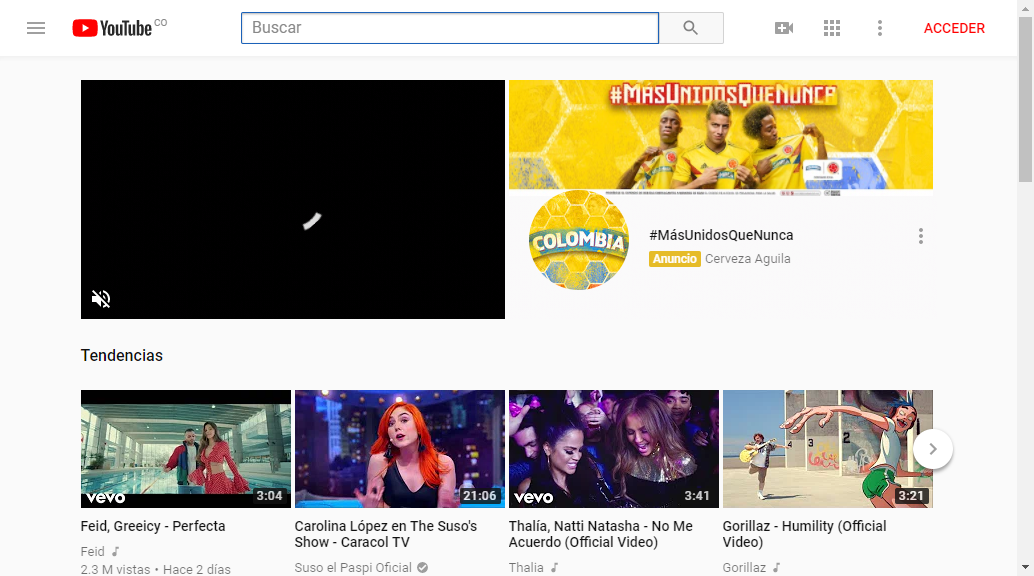 YouTube CO
Buscar
ACCEDER
#MÁSUNIDOSQUENUNCA
COLOMBIA
#MásUnidosQueNunca
Anuncio Cerveza Aguila
Tendencias
vevo 3:04
21:06
vevo 3:41
2
3
4
3:21
Feid, Greeicy - Perfecta
Feid
2.3 M vistas • Hace 2 días
Carolina López en The Suso's
Show - Caracol TV
Suso el Paspi Oficial
Thalía, Natti Natasha - No Me
Acuerdo (Official Video)
Thalia
Gorillaz - Humility (Official
Video)
Gorillaz